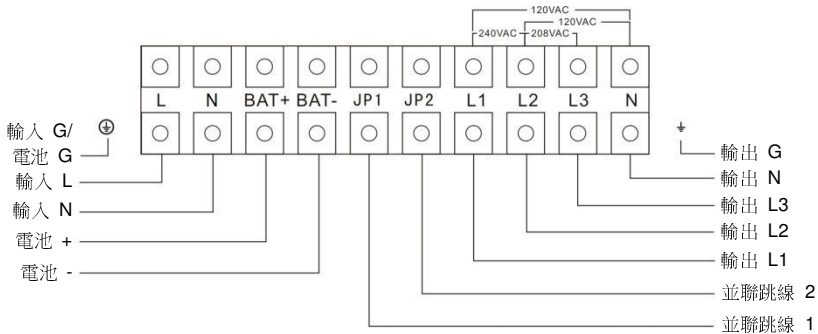 120VAC
120VAC
240VAC 208VAC
L N BAT+ BAT- JP1 JP2 L1 L2 L3 N
輸入 G/
電池 G
輸入 L
輸入 N
電池 +
電池 -
輸出 G
輸出 N
輸出 L3
輸出 L2
輸出 L1
並聯跳線 2
並聯跳線 1